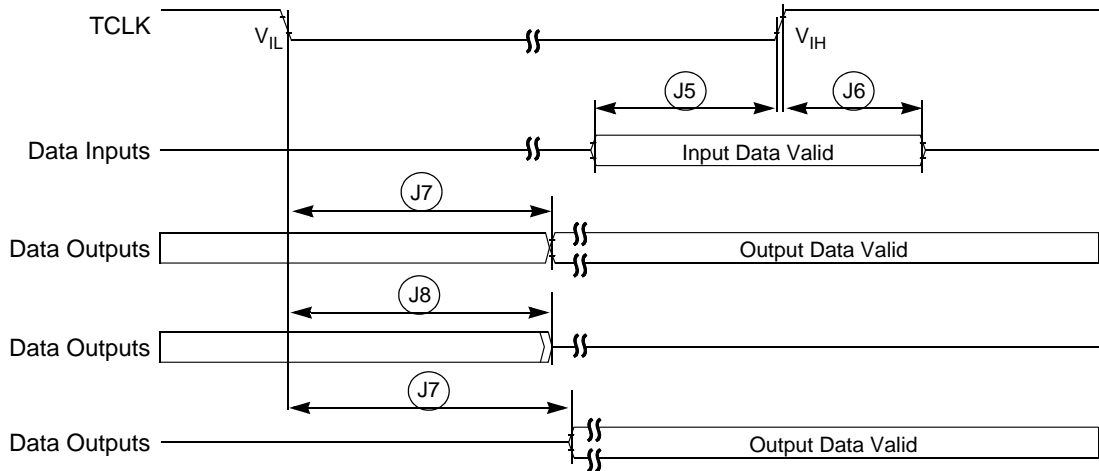 TCLK
VIL
VIH
J5
J6
Data Inputs
Input Data Valid
J7
Data Outputs
Output Data Valid
J8
Data Outputs
J7
Data Outputs
Output Data Valid